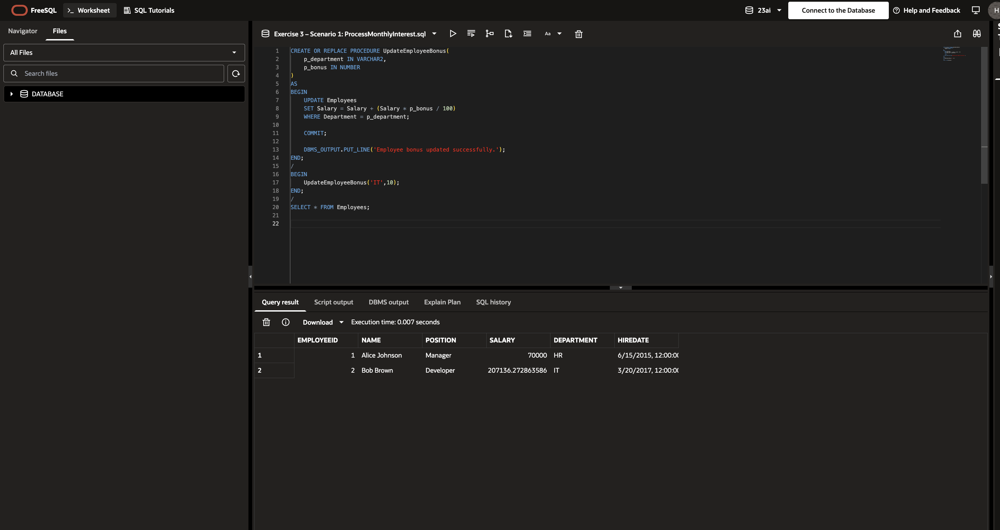 FreeSQL
Worksheet
SQL Tutorials
23ai
Connect to the Database
Help and Feedback
H
Navigator
Files
All Files
Search files
DATABASE
Exercise 3 – Scenario 1: ProcessMonthlyInterest.sql
Aa
1 CREATE OR REPLACE PROCEDURE UpdateEmployeeBonus(
2 p_department IN VARCHAR2,
3 p_bonus IN NUMBER
4 )
5 AS
6 BEGIN
7 UPDATE Employees
8 SET Salary = Salary + (Salary * p_bonus / 100)
9 WHERE Department = p_department;
10
11 COMMIT;
12
13 DBMS_OUTPUT.PUT_LINE('Employee bonus updated successfully.');
14 END;
15 /
16 BEGIN
17 UpdateEmployeeBonus('IT',10);
18 END;
19 /
20 SELECT * FROM Employees;
21
22
Query result
Script output
DBMS output
Explain Plan
SQL history
Download
Execution time: 0.007 seconds
EMPLOYEEID NAME POSITION SALARY DEPARTMENT HIREDATE
1 1 Alice Johnson Manager 70000 HR 6/15/2015, 12:00:00
2 2 Bob Brown Developer 207136.272863586 IT 3/20/2017, 12:00:00